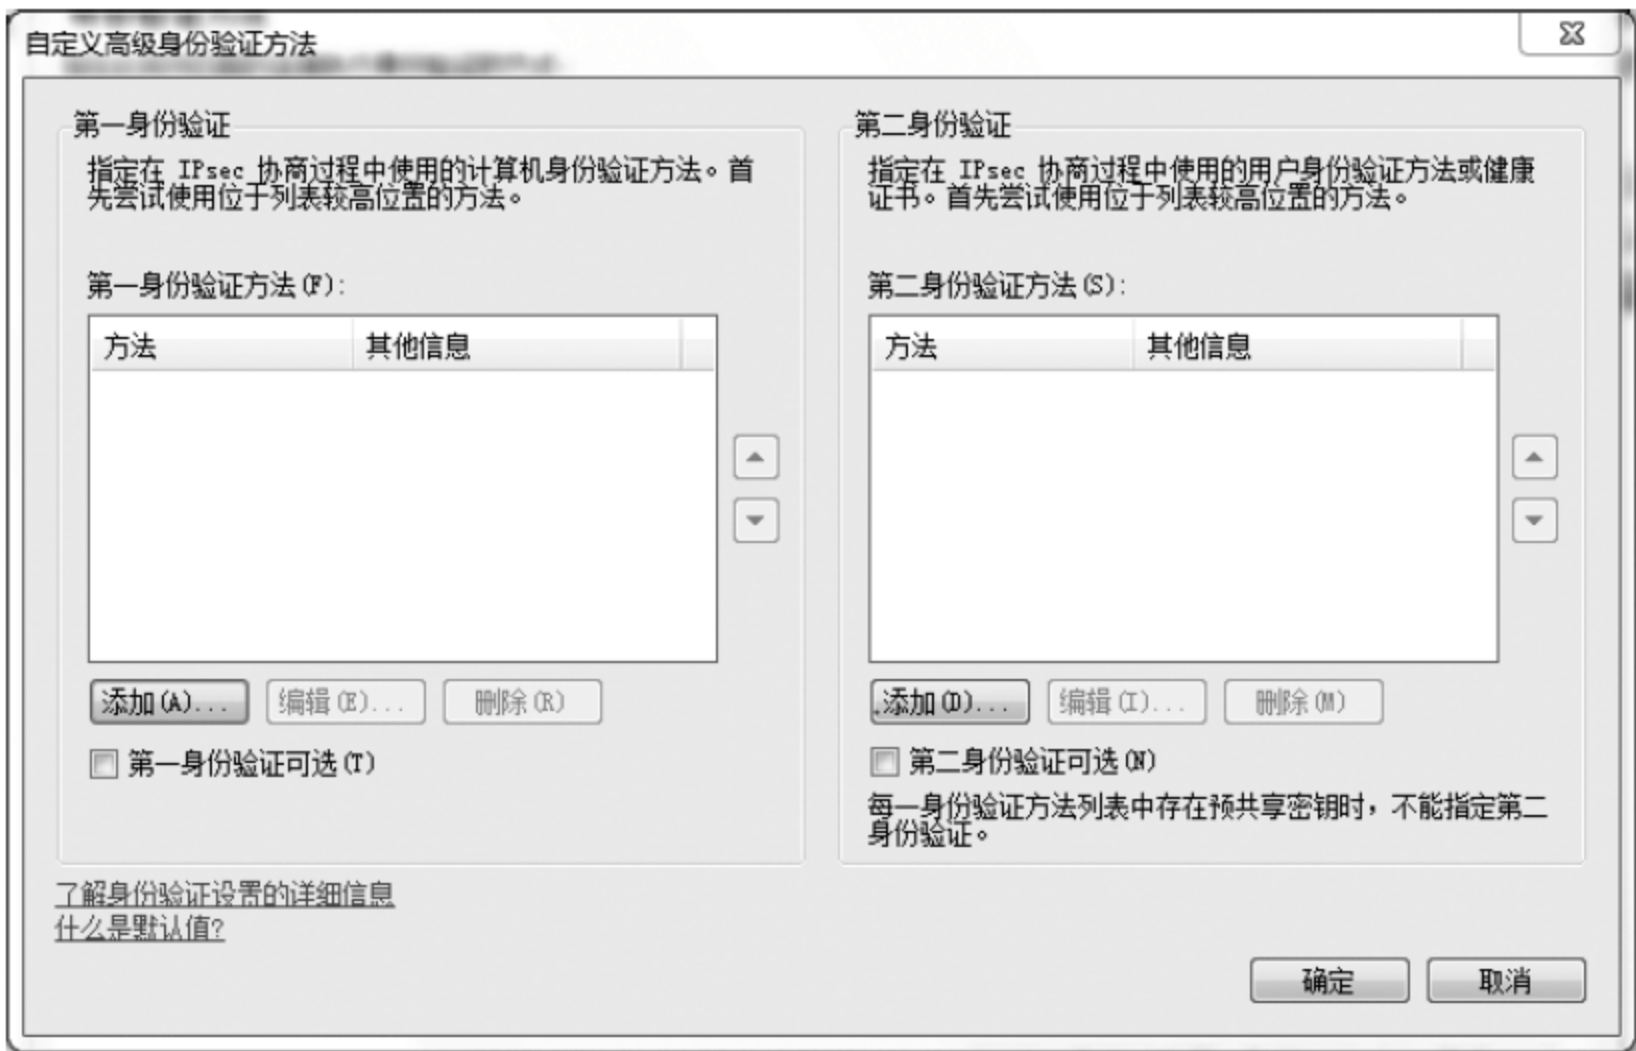 自定义高级身份验证方法
第一身份验证
指定在 IPsec 协商过程中使用的计算机身份验证方法。首
先尝试使用位于列表较高位置的方法。
第一身份验证方法(F):
方法 其他信息
添加(A)... 编辑(E)... 删除(R)
第一身份验证可选(T)
第二身份验证
指定在 IPsec 协商过程中使用的用户身份验证方法或健康
证书。首先尝试使用位于列表较高位置的方法。
第二身份验证方法(S):
方法 其他信息
添加(D)... 编辑(I)... 删除(M)
第二身份验证可选(N)
每一身份验证方法列表中存在预共享密钥时，不能指定第二
身份验证。
了解身份验证设置的详细信息
什么是默认值?
确定 取消